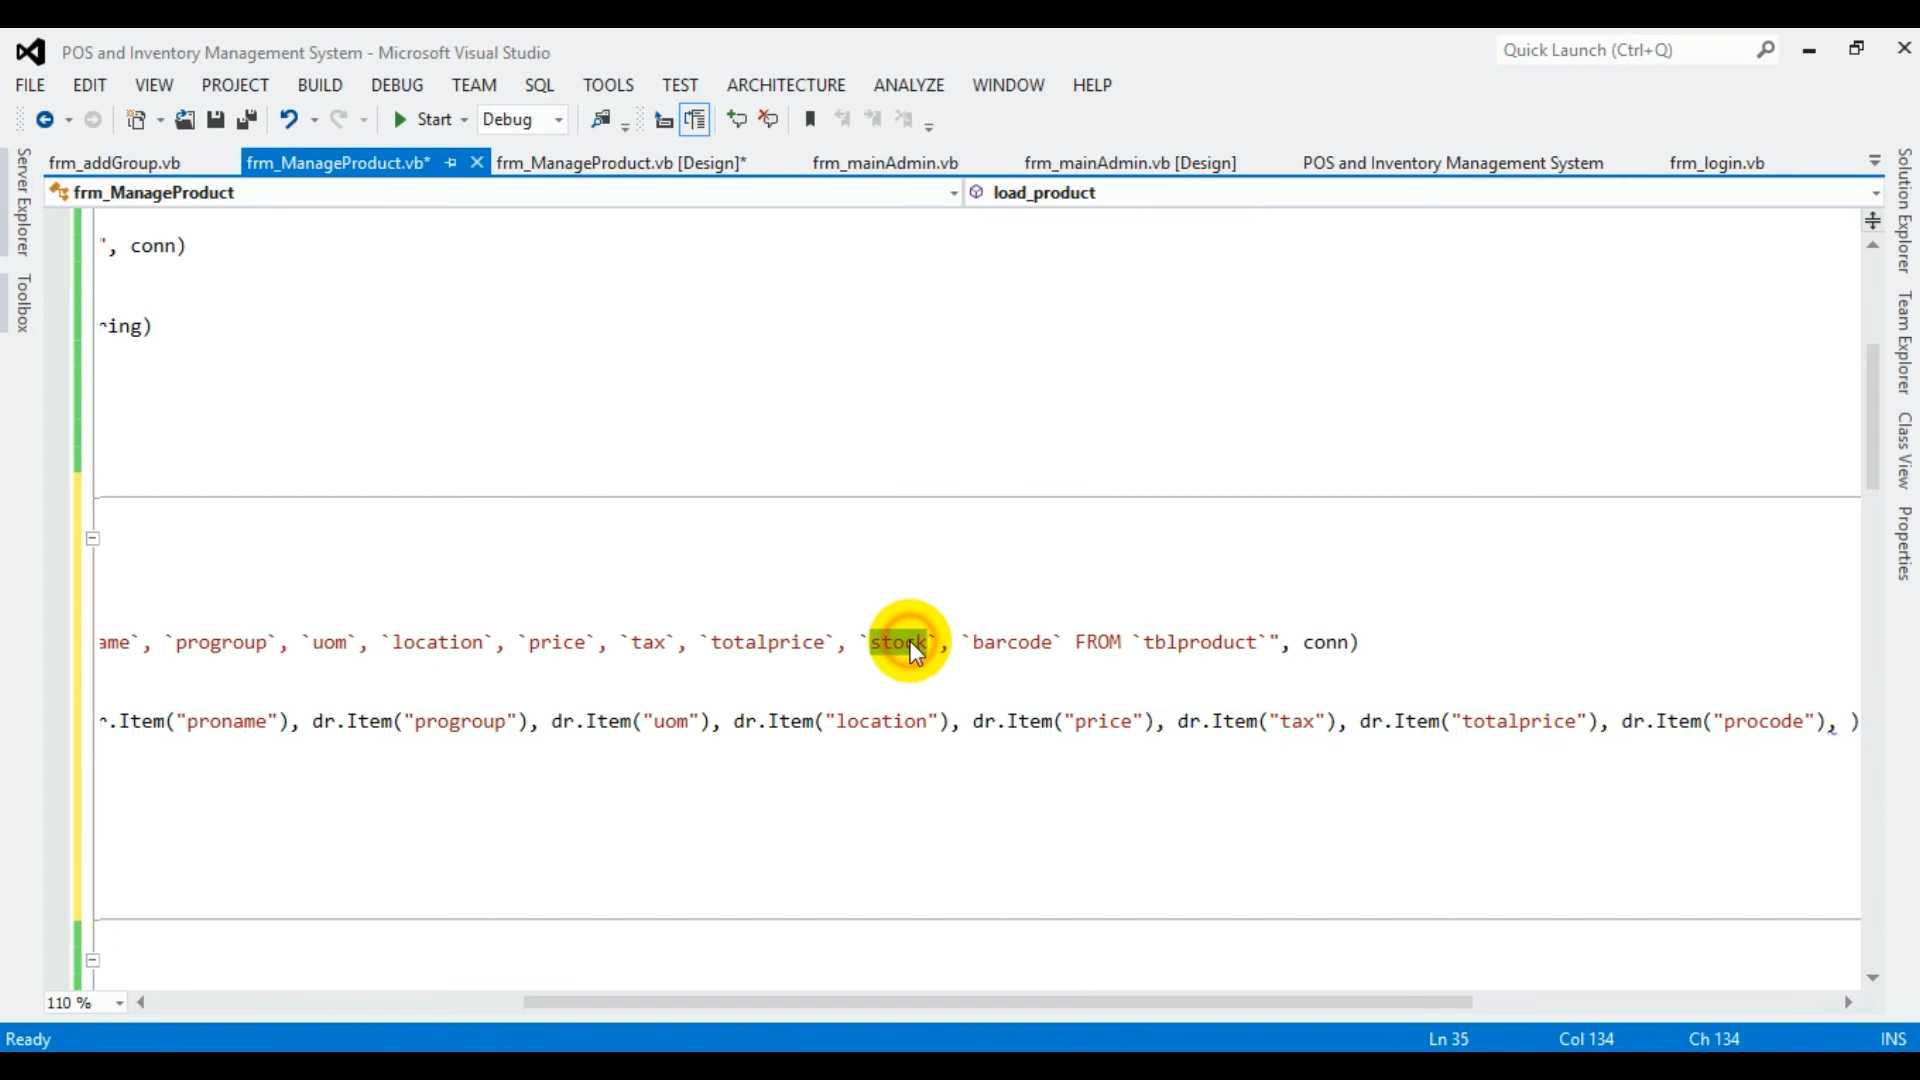 POS and Inventory Management System - Microsoft Visual Studio
Quick Launch (Ctrl+Q)
FILE EDIT VIEW PROJECT BUILD DEBUG TEAM SQL TOOLS TEST ARCHITECTURE ANALYZE WINDOW HELP
Start Debug
frm_addGroup.vb frm_ManageProduct.vb* frm_ManageProduct.vb [Design]* frm_mainAdmin.vb frm_mainAdmin.vb [Design] POS and Inventory Management System frm_login.vb
frm_ManageProduct load_product
Server Explorer
Toolbox
Solution Explorer
Team Explorer
Class View
Properties
", conn)
ing)
ame`, `progroup`, `uom`, `location`, `price`, `tax`, `totalprice`, `stock`, `barcode` FROM `tblproduct`", conn)
.Item("proname"), dr.Item("progroup"), dr.Item("uom"), dr.Item("location"), dr.Item("price"), dr.Item("tax"), dr.Item("totalprice"), dr.Item("procode"), )
110 %
Ready Ln 35 Col 134 Ch 134 INS